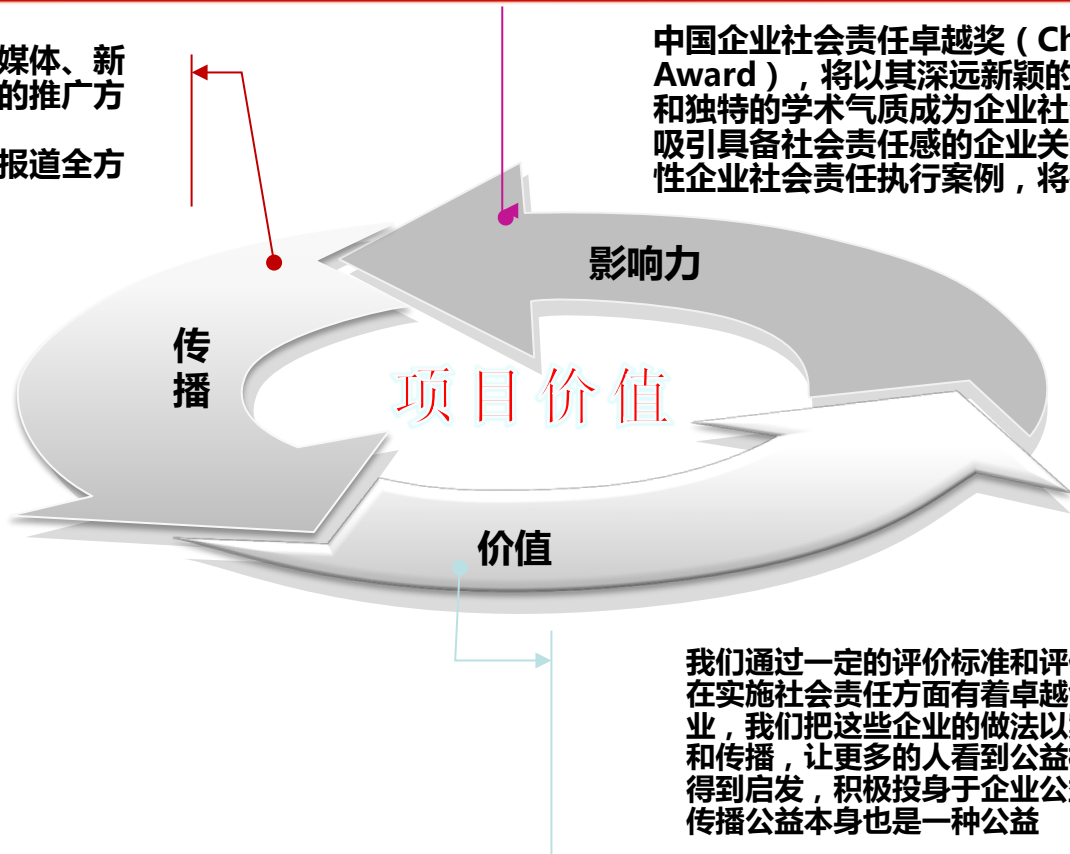 媒体、新
的推广方
报道全方
中国企业社会责任卓越奖（Ch
Award），将以其深远新颖的
和独特的学术气质成为企业社
吸引具备社会责任感的企业关
性企业社会责任执行案例，将
影响力
传
播
项目价值
价值
我们通过一定的评价标准和评
在实施社会责任方面有着卓越
业，我们把这些企业的做法以
和传播，让更多的人看到公益
得到启发，积极投身于企业公
传播公益本身也是一种公益